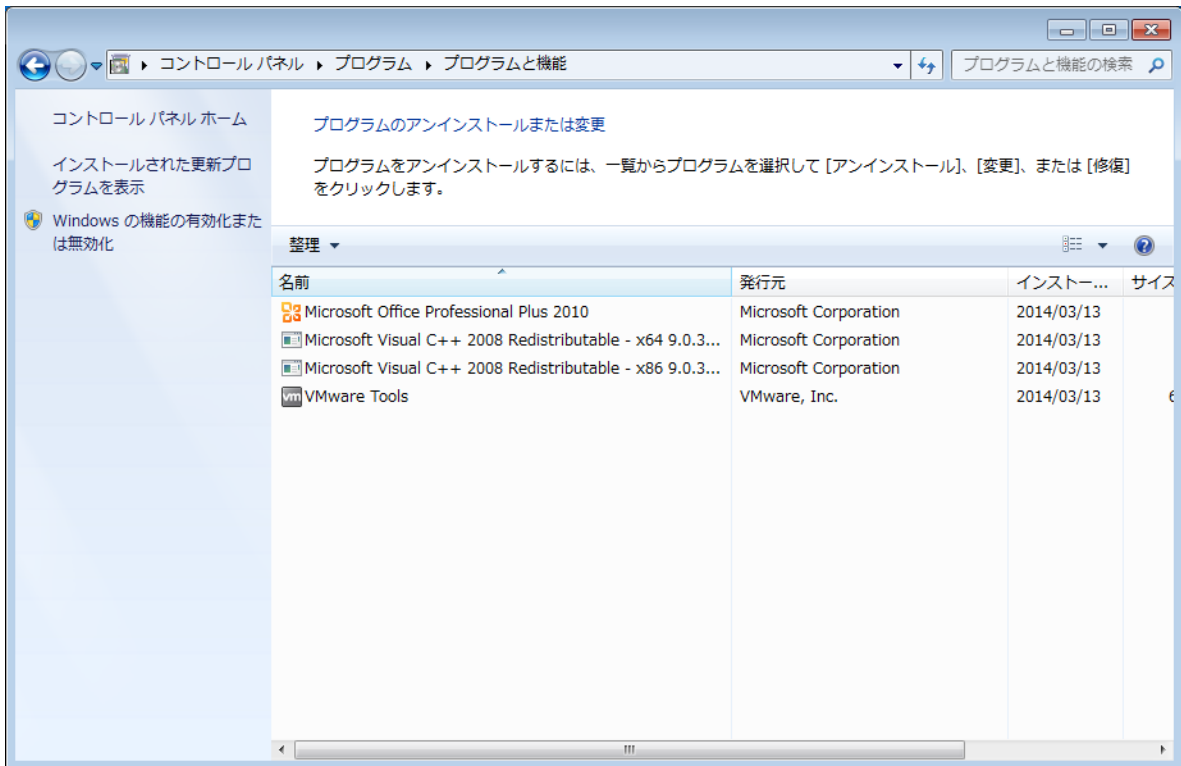 コントロール パネル ▸ プログラム ▸ プログラムと機能
プログラムと機能の検索
コントロール パネル ホーム
インストールされた更新プロ
グラムを表示
Windows の機能の有効化また
は無効化
プログラムのアンインストールまたは変更
プログラムをアンインストールするには、一覧からプログラムを選択して [アンインストール]、[変更]、または [修復]
をクリックします。
整理
名前 発行元 インストー... サイズ
Microsoft Office Professional Plus 2010 Microsoft Corporation 2014/03/13
Microsoft Visual C++ 2008 Redistributable - x64 9.0.3... Microsoft Corporation 2014/03/13
Microsoft Visual C++ 2008 Redistributable - x86 9.0.3... Microsoft Corporation 2014/03/13
vm VMware Tools VMware, Inc. 2014/03/13